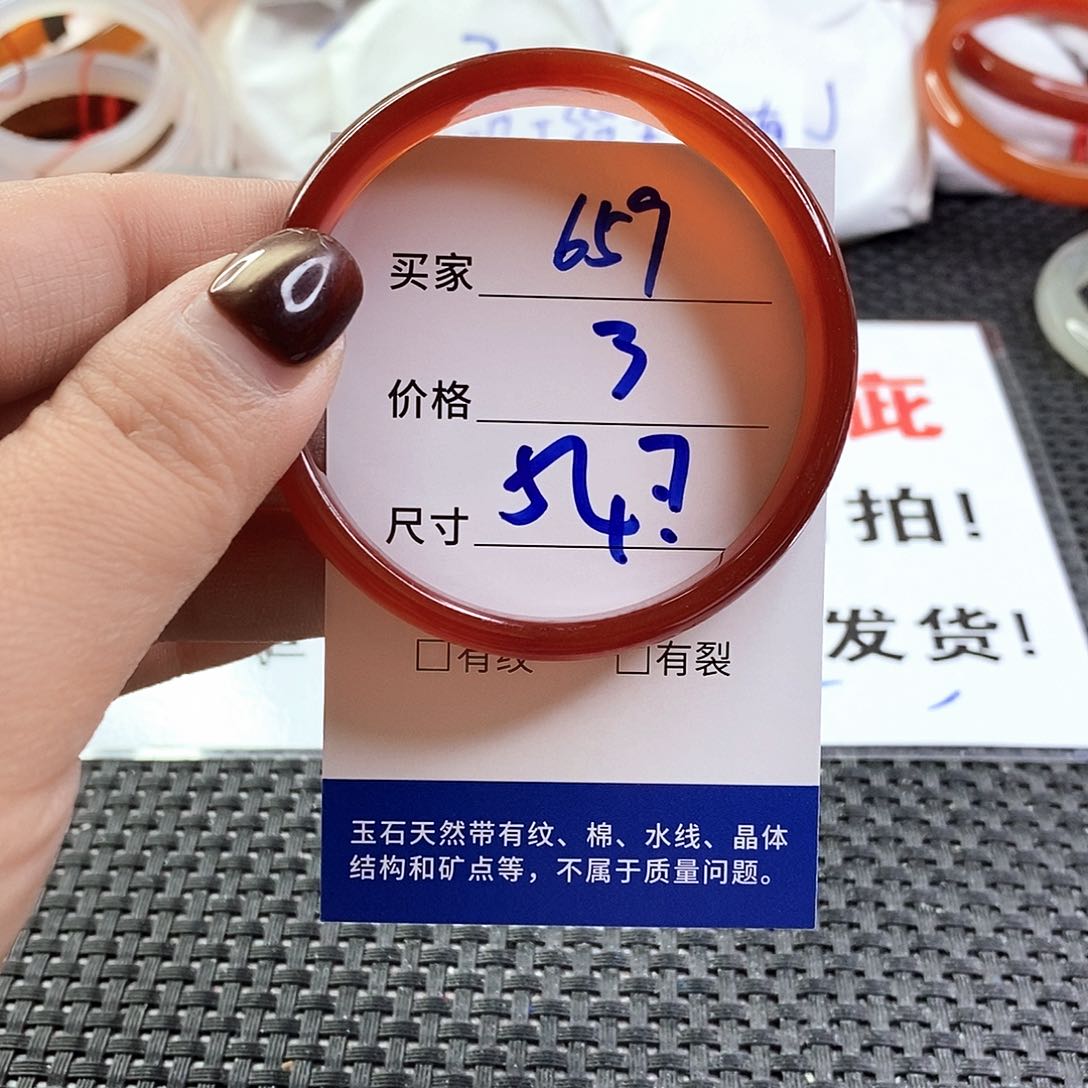 买家 659
价格 3
尺寸 54.7
□有纹 □有裂
玉石天然带有纹、棉、水线、晶体
结构和矿点等，不属于质量问题。
此
拍!
发货!